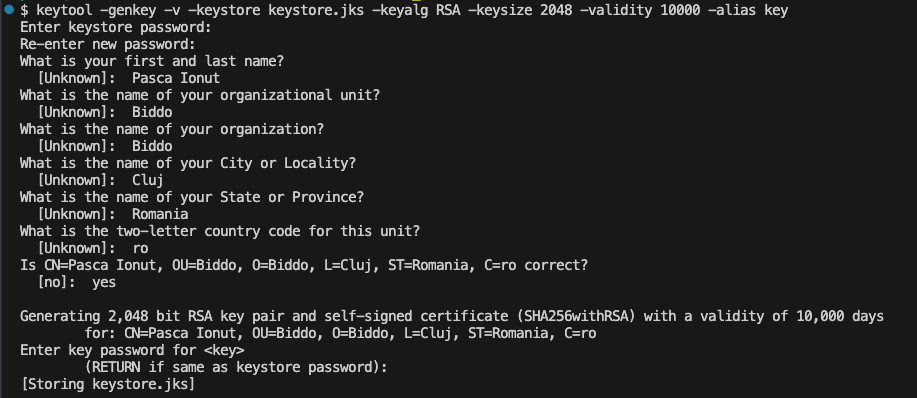 $ keytool -genkey -v -keystore keystore.jks -keyalg RSA -keysize 2048 -validity 10000 -alias key
Enter keystore password:
Re-enter new password:
What is your first and last name?
  [Unknown]:  Pasca Ionut
What is the name of your organizational unit?
  [Unknown]:  Biddo
What is the name of your organization?
  [Unknown]:  Biddo
What is the name of your City or Locality?
  [Unknown]:  Cluj
What is the name of your State or Province?
  [Unknown]:  Romania
What is the two-letter country code for this unit?
  [Unknown]:  ro
Is CN=Pasca Ionut, OU=Biddo, O=Biddo, L=Cluj, ST=Romania, C=ro correct?
  [no]:  yes

Generating 2,048 bit RSA key pair and self-signed certificate (SHA256withRSA) with a validity of 10,000 days
        for: CN=Pasca Ionut, OU=Biddo, O=Biddo, L=Cluj, ST=Romania, C=ro
Enter key password for <key>
        (RETURN if same as keystore password):
[Storing keystore.jks]